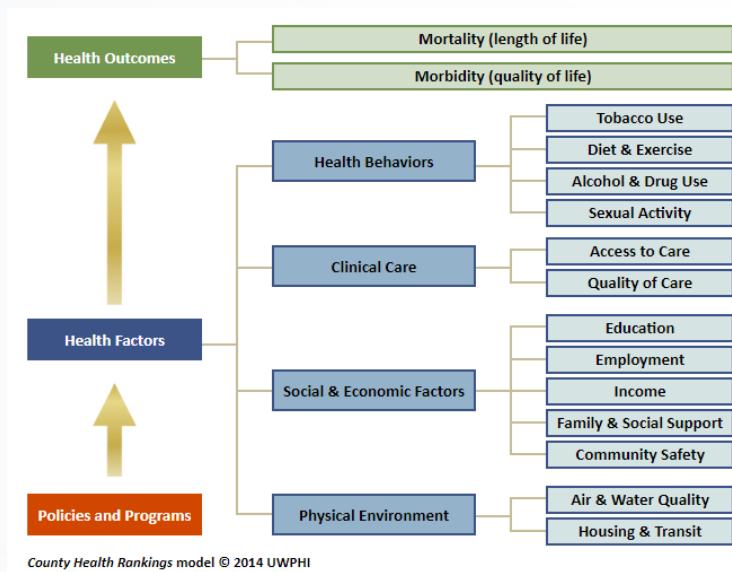 Health Outcomes
Mortality (length of life)
Morbidity (quality of life)
Health Factors
Health Behaviors
Tobacco Use
Diet & Exercise
Alcohol & Drug Use
Sexual Activity
Clinical Care
Access to Care
Quality of Care
Social & Economic Factors
Education
Employment
Income
Family & Social Support
Community Safety
Physical Environment
Air & Water Quality
Housing & Transit
Policies and Programs
County Health Rankings model © 2014 UWPHI